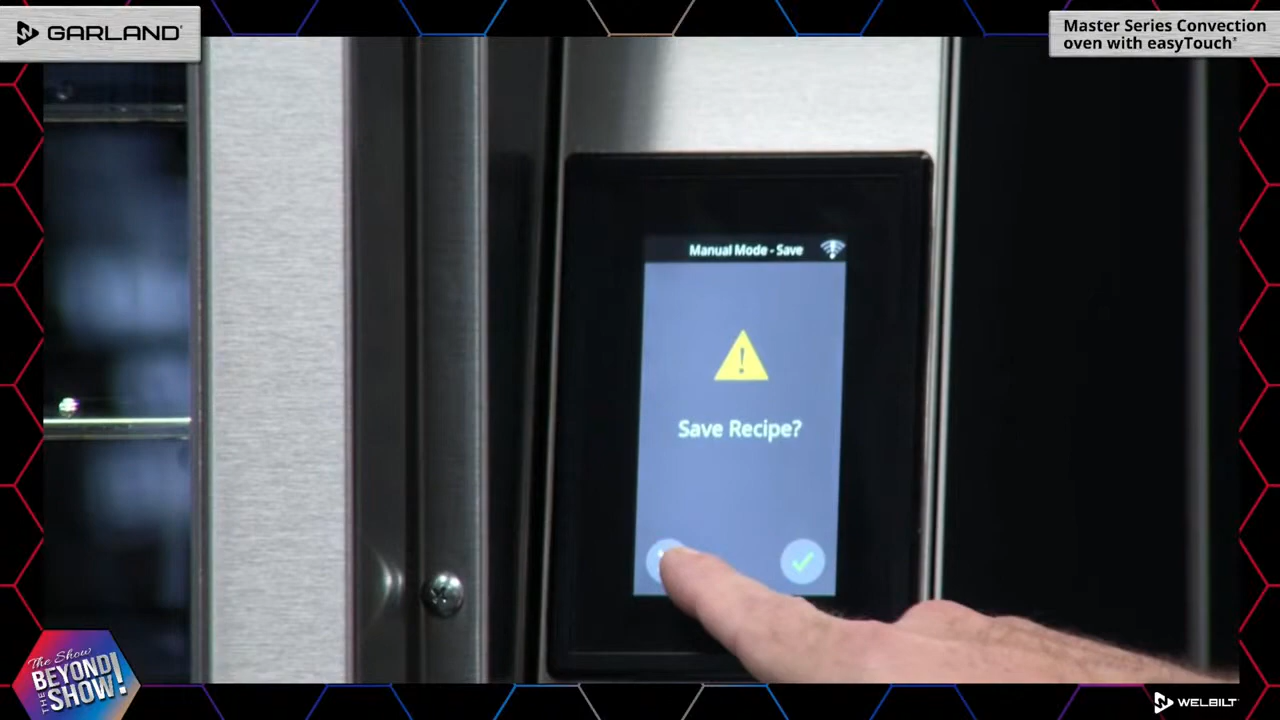 GARLAND
Master Series Convection
oven with easyTouch®
Manual Mode - Save
!
Save Recipe?
The Show
BEYOND
THE
SHOW!
WELBILT